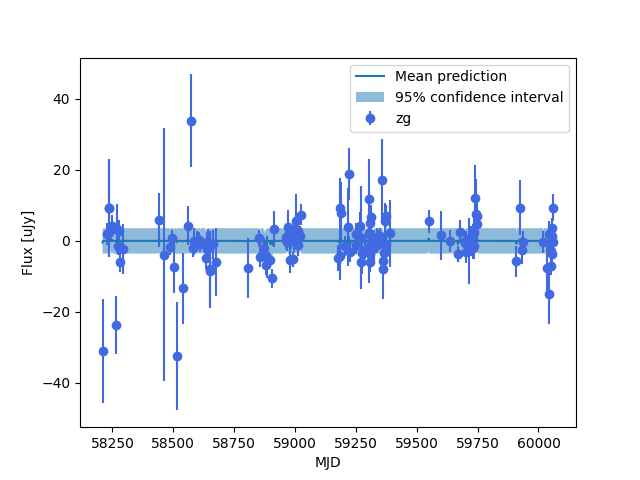 Mean prediction
95% confidence interval
zg
40
20
0
−20
−40
Flux [uJy]
58250 58500 58750 59000 59250 59500 59750 60000
MJD